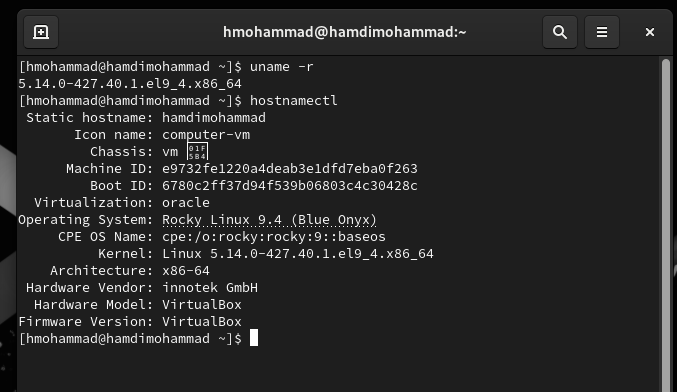 hmohammad@hamdimohammad:~
[hmohammad@hamdimohammad ~]$ uname -r
5.14.0-427.40.1.el9_4.x86_64
[hmohammad@hamdimohammad ~]$ hostnamectl
Static hostname: hamdimohammad
Icon name: computer-vm
Chassis: vm 🖴
Machine ID: e9732fe1220a4deab3e1dfd7eba0f263
Boot ID: 6780c2ff37d94f539b06803c4c30428c
Virtualization: oracle
Operating System: Rocky Linux 9.4 (Blue Onyx)
CPE OS Name: cpe:/o:rocky:rocky:9::baseos
Kernel: Linux 5.14.0-427.40.1.el9_4.x86_64
Architecture: x86-64
Hardware Vendor: innotek GmbH
Hardware Model: VirtualBox
Firmware Version: VirtualBox
[hmohammad@hamdimohammad ~]$